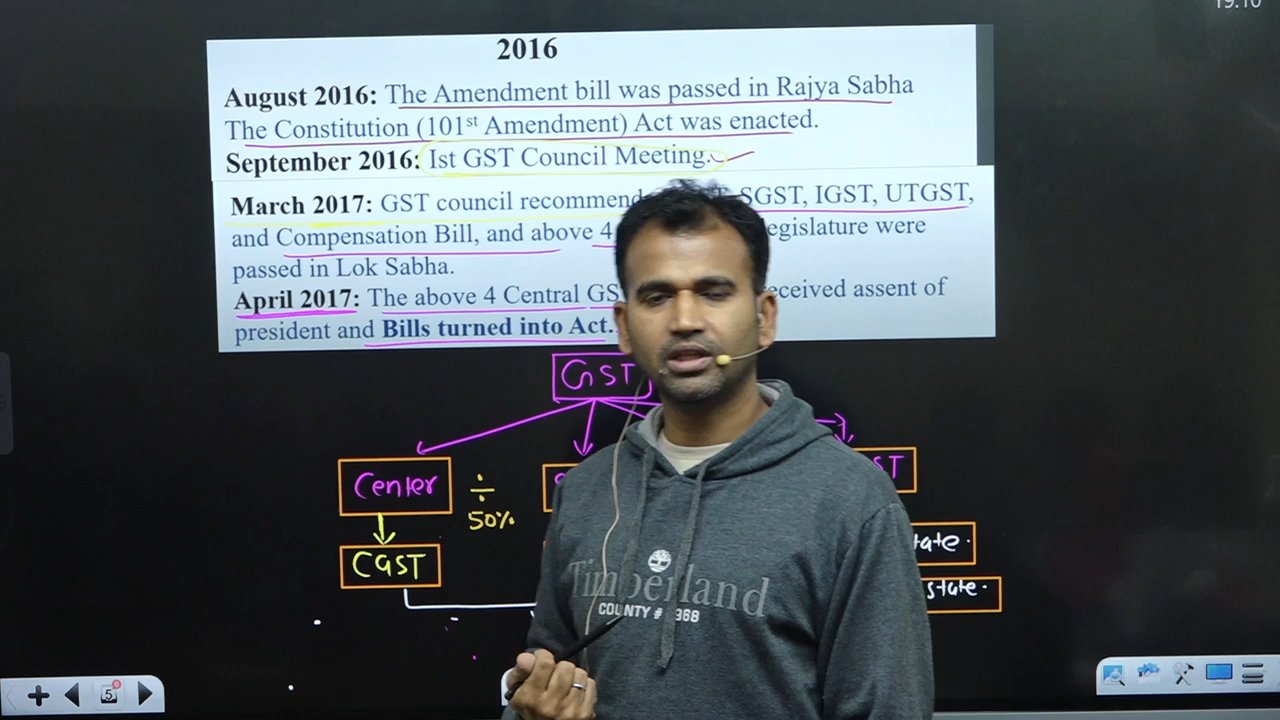 19:10
2016
August 2016: The Amendment bill was passed in Rajya Sabha
The Constitution (101st Amendment) Act was enacted.
September 2016: Ist GST Council Meeting.
March 2017: GST council recommend SGST, IGST, UTGST,
and Compensation Bill, and above 4 egislature were
passed in Lok Sabha.
April 2017: The above 4 Central GS eceived assent of
president and Bills turned into Act.
GST
Center ÷ ST
50%
tate.
CGST
state.
Timberland
COUNTY # 368
5